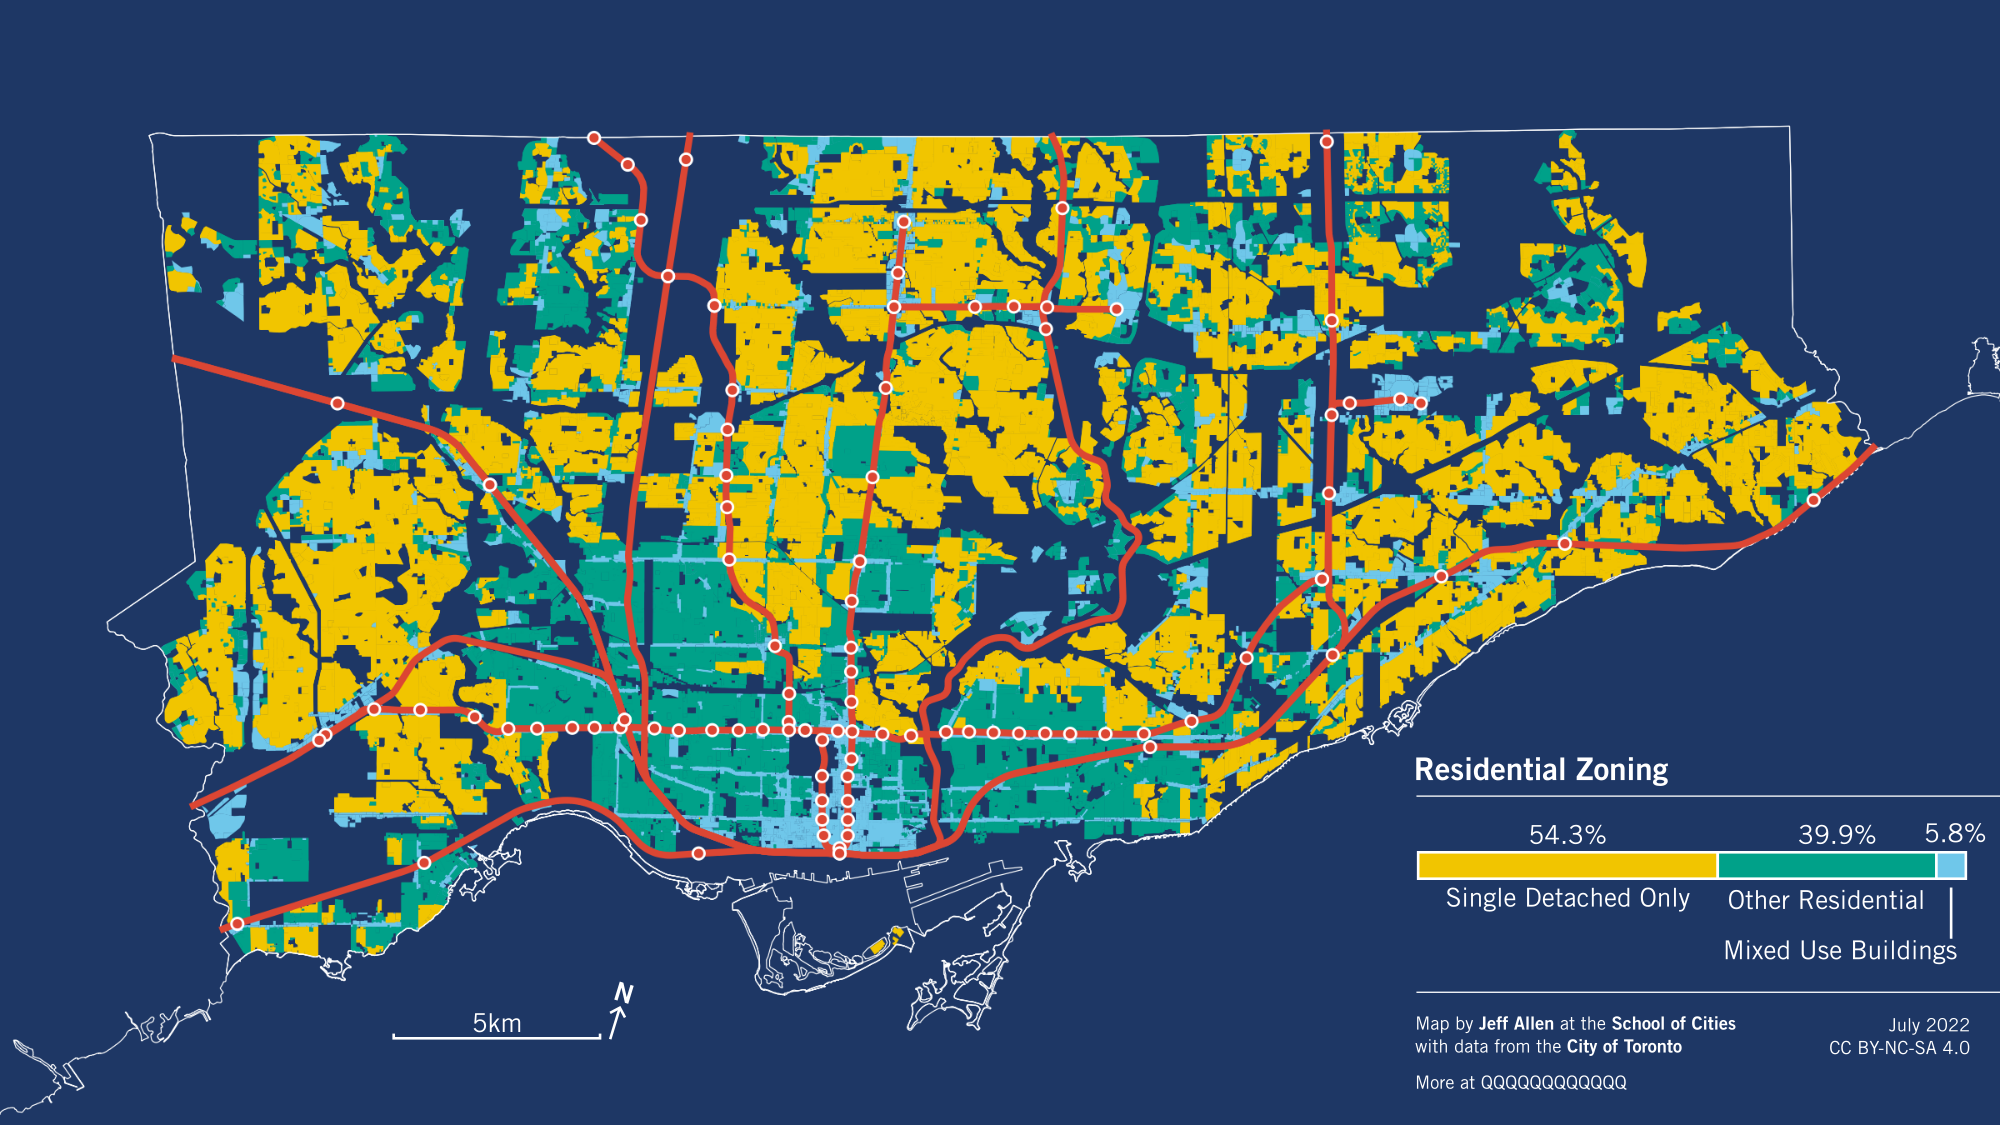 Residential Zoning
54.3% 39.9% 5.8%
Single Detached Only Other Residential
Mixed Use Buildings
N
5km
Map by Jeff Allen at the School of Cities
with data from the City of Toronto
July 2022
CC BY-NC-SA 4.0
More at QQQQQQQQQQQQ